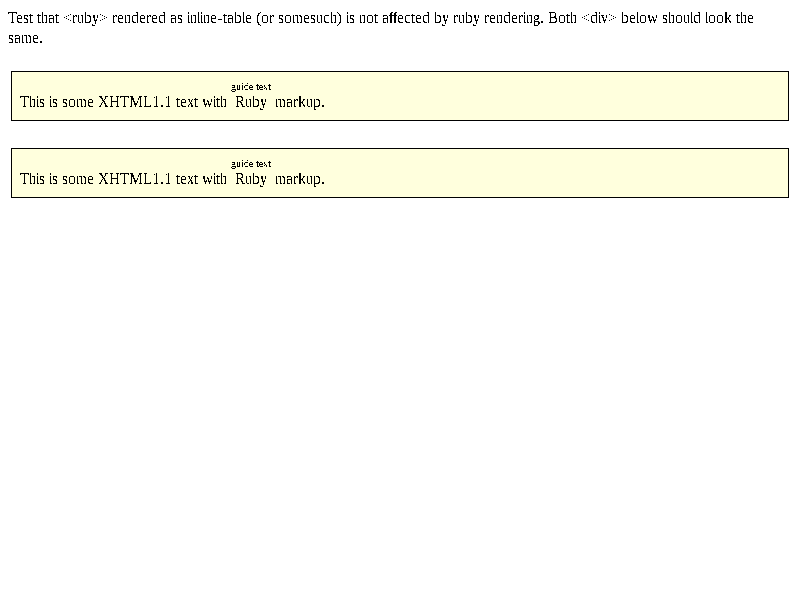 Test that <ruby> rendered as inline-table (or somesuch) is not affected by ruby rendering. Both <div> below should look the
same.
guide text
This is some XHTML1.1 text with Ruby markup.
guide text
This is some XHTML1.1 text with Ruby markup.